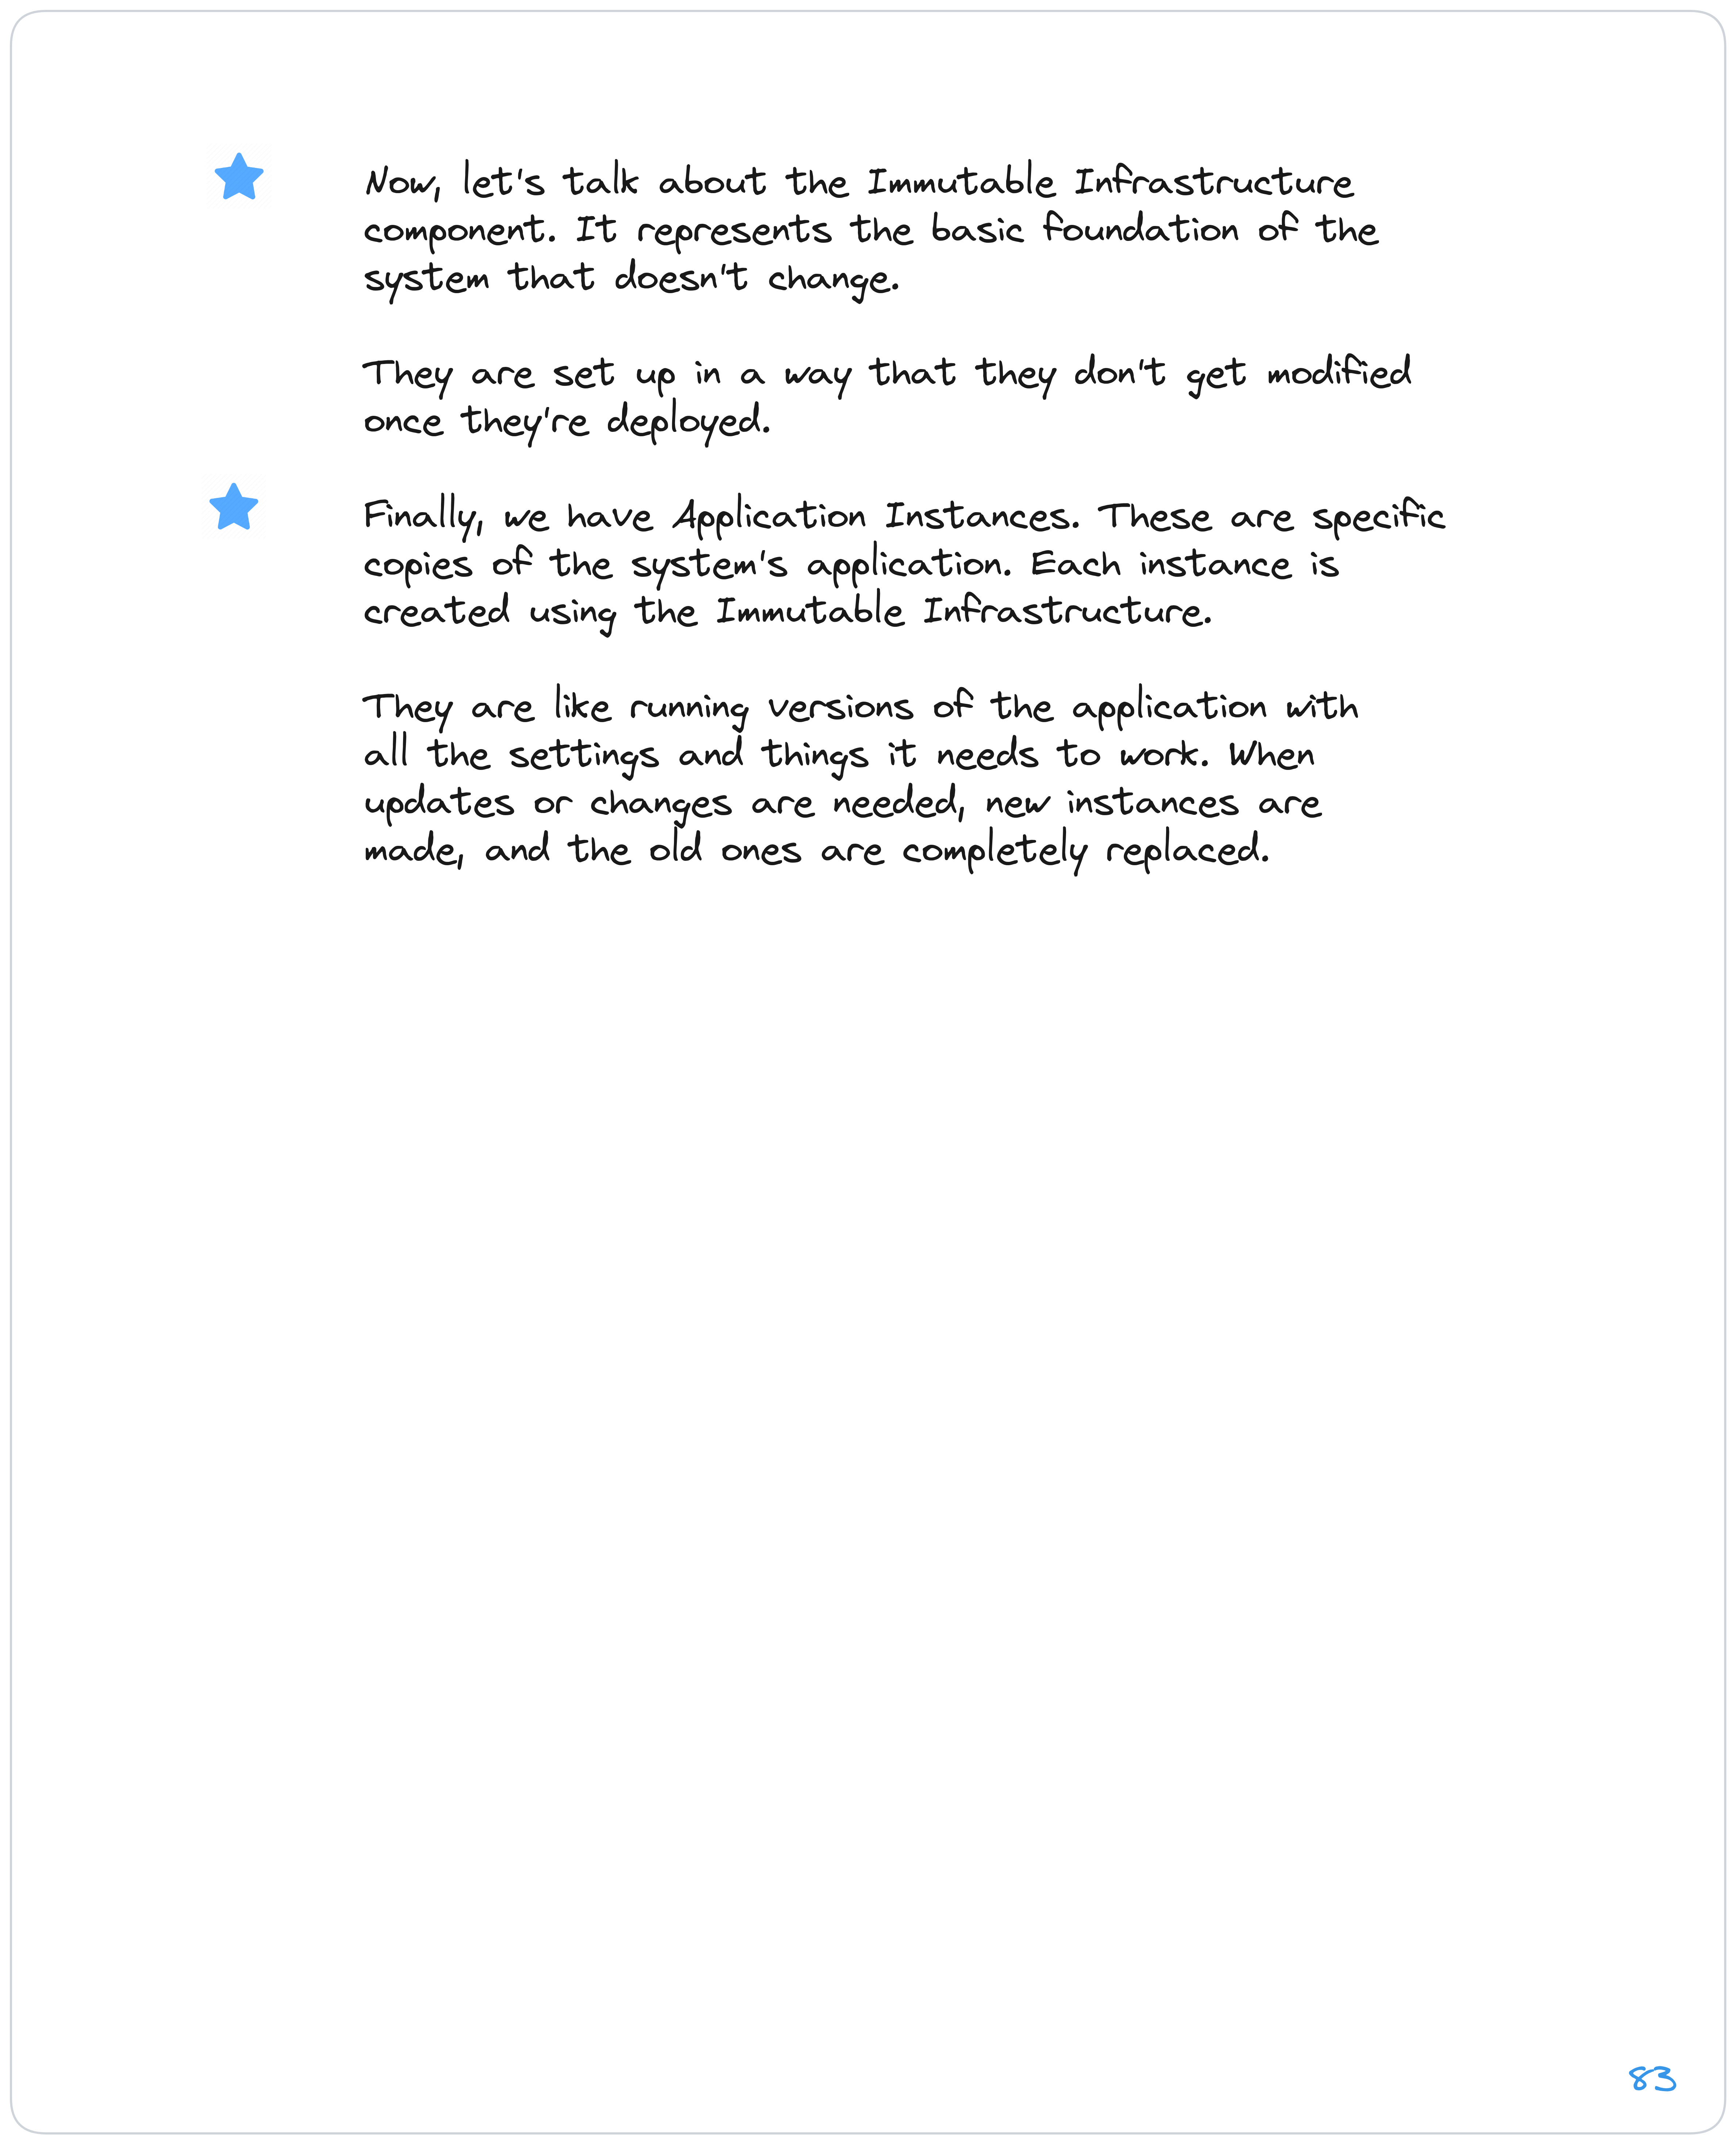 Now, let's talk about the Immutable Infrastructure
component. It represents the basic foundation of the
system that doesn't change.
They are set up in a way that they don't get modified
once they're deployed.
Finally, we have Application Instances. These are specific
copies of the system's application. Each instance is
created using the Immutable Infrastructure.
They are like running versions of the application with
all the settings and things it needs to work. When
updates or changes are needed, new instances are
made, and the old ones are completely replaced.
83